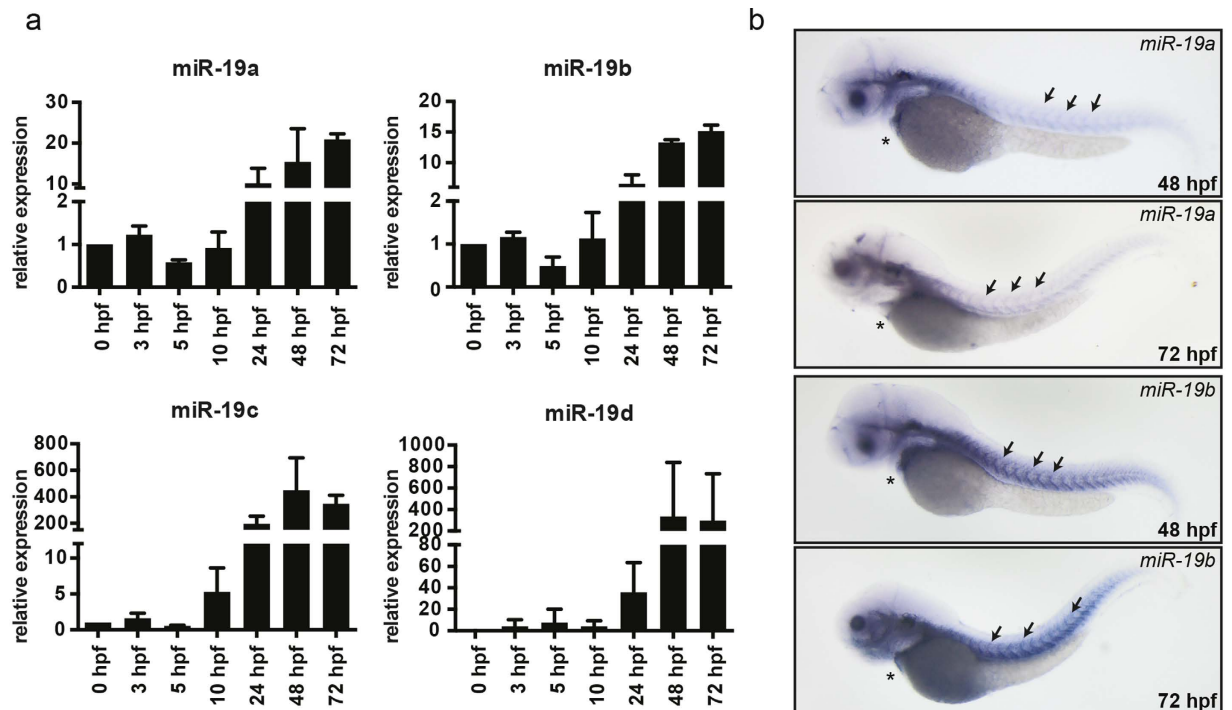 a
miR-19a
relative expression
30
20
10
2
1
0
0 hpf
3 hpf
5 hpf
10 hpf
24 hpf
48 hpf
72 hpf
miR-19b
relative expression
20
15
10
2
1
0
0 hpf
3 hpf
5 hpf
10 hpf
24 hpf
48 hpf
72 hpf
miR-19c
relative expression
800
600
400
200
10
5
0
0 hpf
3 hpf
5 hpf
10 hpf
24 hpf
48 hpf
72 hpf
miR-19d
relative expression
1000
800
600
400
200
80
60
40
20
0
0 hpf
3 hpf
5 hpf
10 hpf
24 hpf
48 hpf
72 hpf
b
miR-19a
*
48 hpf
miR-19a
*
72 hpf
miR-19b
*
48 hpf
miR-19b
*
72 hpf